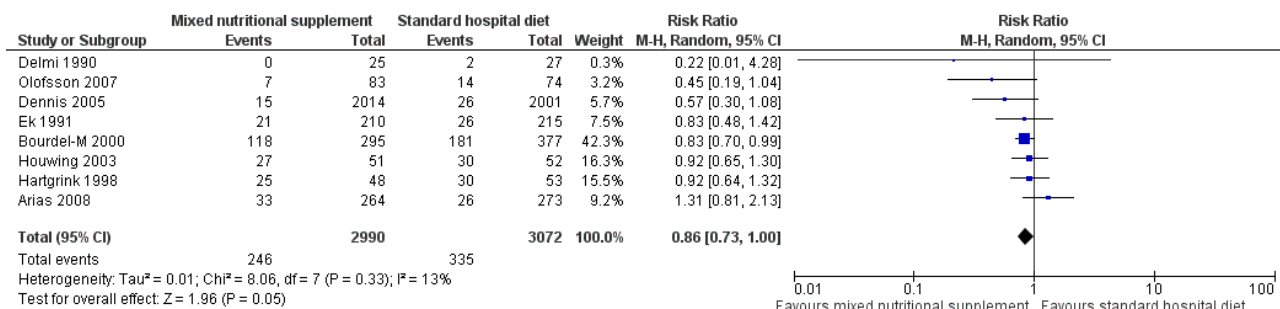 Mixed nutritional supplement Standard hospital diet Risk Ratio Risk Ratio
Study or Subgroup Events Total Events Total Weight M-H, Random, 95% CI M-H, Random, 95% CI
Delmi 1990 0 25 2 27 0.3% 0.22 [0.01, 4.28]
Olofsson 2007 7 83 14 74 3.2% 0.45 [0.19, 1.04]
Dennis 2005 15 2014 26 2001 5.7% 0.57 [0.30, 1.08]
Ek 1991 21 210 26 215 7.5% 0.83 [0.48, 1.42]
Bourdel-M 2000 118 295 181 377 42.3% 0.83 [0.70, 0.99]
Houwing 2003 27 51 30 52 16.3% 0.92 [0.65, 1.30]
Hartgrink 1998 25 48 30 53 15.5% 0.92 [0.64, 1.32]
Arias 2008 33 264 26 273 9.2% 1.31 [0.81, 2.13]
Total (95% CI) 2990 3072 100.0% 0.86 [0.73, 1.00]
Total events 246 335
Heterogeneity: Tau² = 0.01; Chi² = 8.06, df = 7 (P = 0.33); I² = 13%
Test for overall effect: Z = 1.96 (P = 0.05)
0.01 0.1 1 10 100
Favours mixed nutritional supplement Favours standard hospital diet